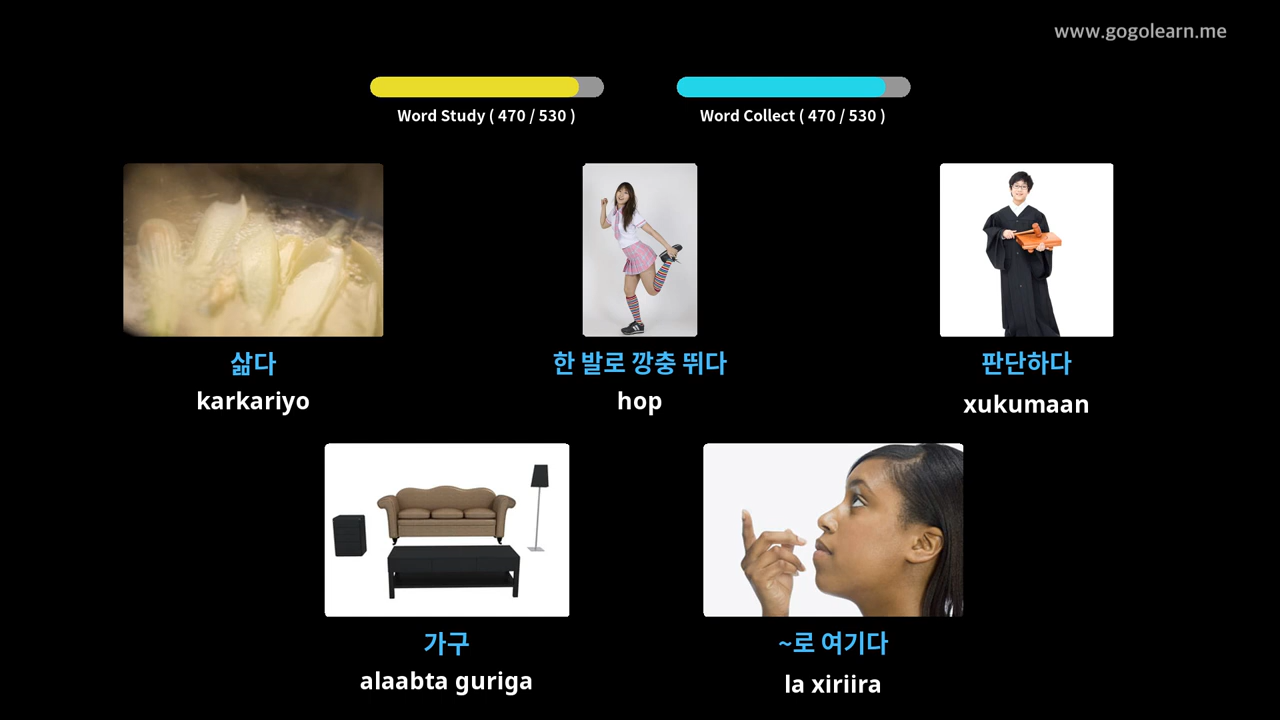 www.gogolearn.me
Word Study ( 470 / 530 )
Word Collect ( 470 / 530 )
삶다
karkariyo
한 발로 깡충 뛰다
hop
판단하다
xukumaan
가구
alaabta guriga
~로 여기다
la xiriira